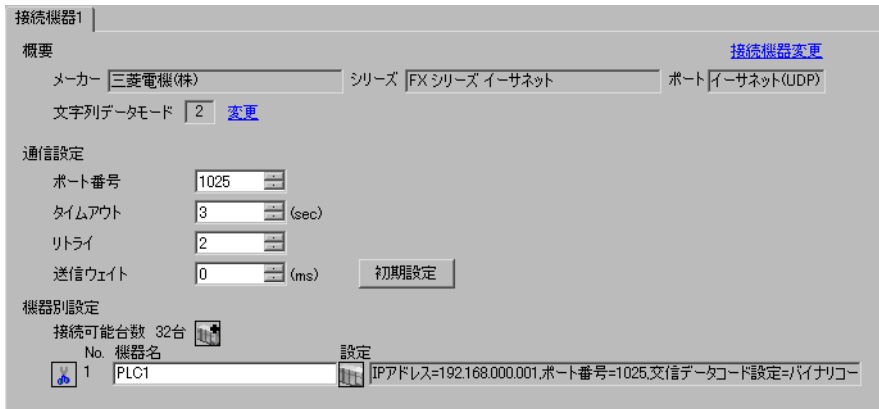 接続機器1
概要
接続機器変更
メーカー 三菱電機(株) シリーズ FX シリーズ イーサネット ポート イーサネット(UDP)
文字列データモード 2 変更
通信設定
ポート番号 1025
タイムアウト 3 (sec)
リトライ 2
送信ウェイト 0 (ms) 初期設定
機器別設定
接続可能台数 32台
No. 機器名 設定
1 PLC1 IPアドレス=192.168.000.001,ポート番号=1025,交信データコード設定=バイナリコー